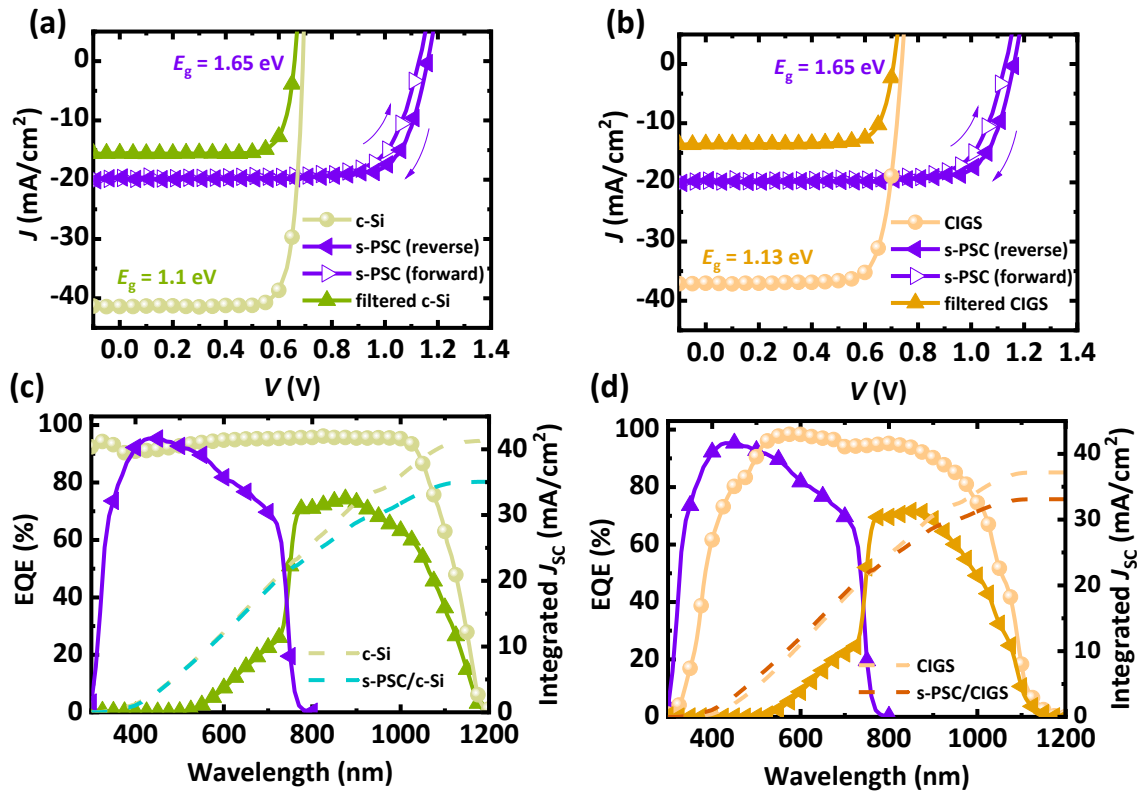 (a)
J (mA/cm²)
0
-10
-20
-30
-40
E_g = 1.65 eV
c-Si
s-PSC (reverse)
s-PSC (forward)
filtered c-Si
E_g = 1.1 eV
0.0 0.2 0.4 0.6 0.8 1.0 1.2 1.4
V (V)
(b)
J (mA/cm²)
0
-10
-20
-30
-40
E_g = 1.65 eV
CIGS
s-PSC (reverse)
s-PSC (forward)
filtered CIGS
E_g = 1.13 eV
0.0 0.2 0.4 0.6 0.8 1.0 1.2 1.4
V (V)
(c)
EQE (%)
100
80
60
40
20
0
c-Si
s-PSC/c-Si
40
30
20
10
0
Integrated J_SC (mA/cm²)
400 600 800 1000 1200
Wavelength (nm)
(d)
EQE (%)
100
80
60
40
20
0
CIGS
s-PSC/CIGS
40
30
20
10
0
Integrated J_SC (mA/cm²)
400 600 800 1000 1200
Wavelength (nm)